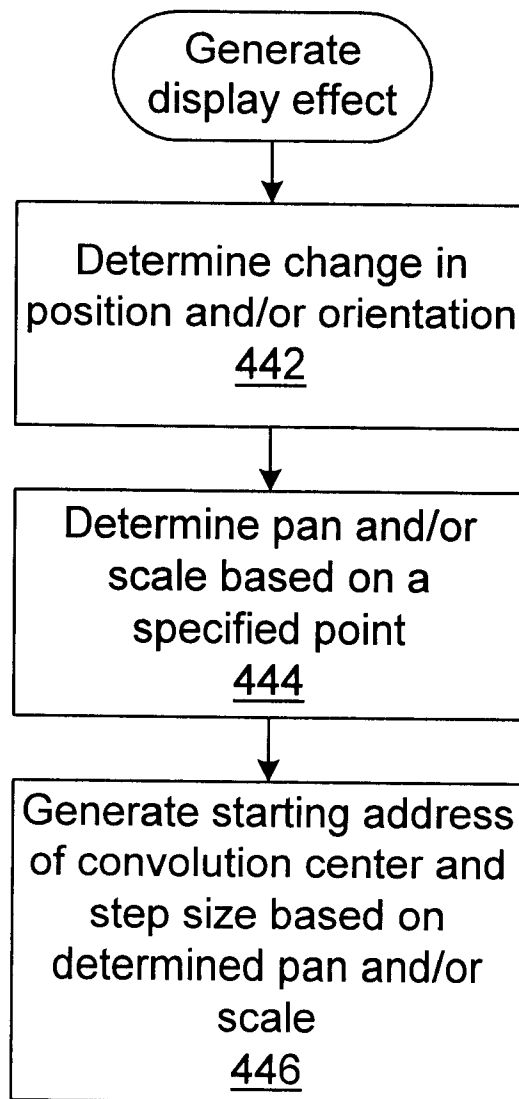 Generate
display effect
Determine change in
position and/or orientation
442
Determine pan and/or
scale based on a
specified point
444
Generate starting address
of convolution center and
step size based on
determined pan and/or
scale
446